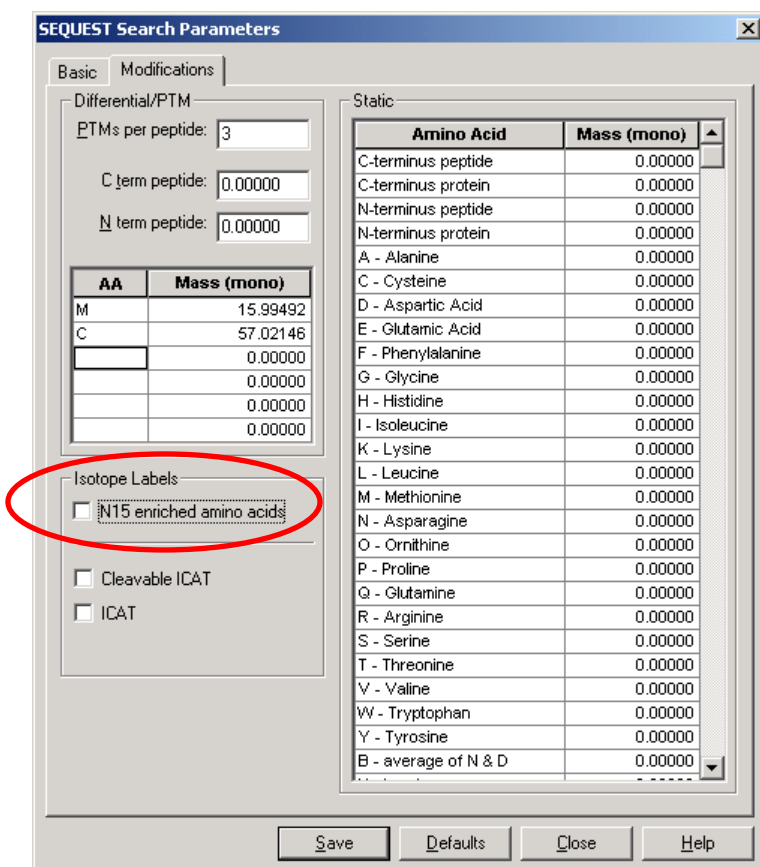 SEQUEST Search Parameters
Basic Modifications
Differential/PTM
PTMs per peptide: 3
C term peptide: 0.00000
N term peptide: 0.00000
AA Mass (mono)
M 15.99492
C 57.02146
0.00000
0.00000
0.00000
0.00000
Isotope Labels
N15 enriched amino acids
Cleavable ICAT
ICAT
Static
Amino Acid Mass (mono)
C-terminus peptide 0.00000
C-terminus protein 0.00000
N-terminus peptide 0.00000
N-terminus protein 0.00000
A - Alanine 0.00000
C - Cysteine 0.00000
D - Aspartic Acid 0.00000
E - Glutamic Acid 0.00000
F - Phenylalanine 0.00000
G - Glycine 0.00000
H - Histidine 0.00000
I - Isoleucine 0.00000
K - Lysine 0.00000
L - Leucine 0.00000
M - Methionine 0.00000
N - Asparagine 0.00000
O - Ornithine 0.00000
P - Proline 0.00000
Q - Glutamine 0.00000
R - Arginine 0.00000
S - Serine 0.00000
T - Threonine 0.00000
V - Valine 0.00000
W - Tryptophan 0.00000
Y - Tyrosine 0.00000
B - average of N & D 0.00000
Save Defaults Close Help